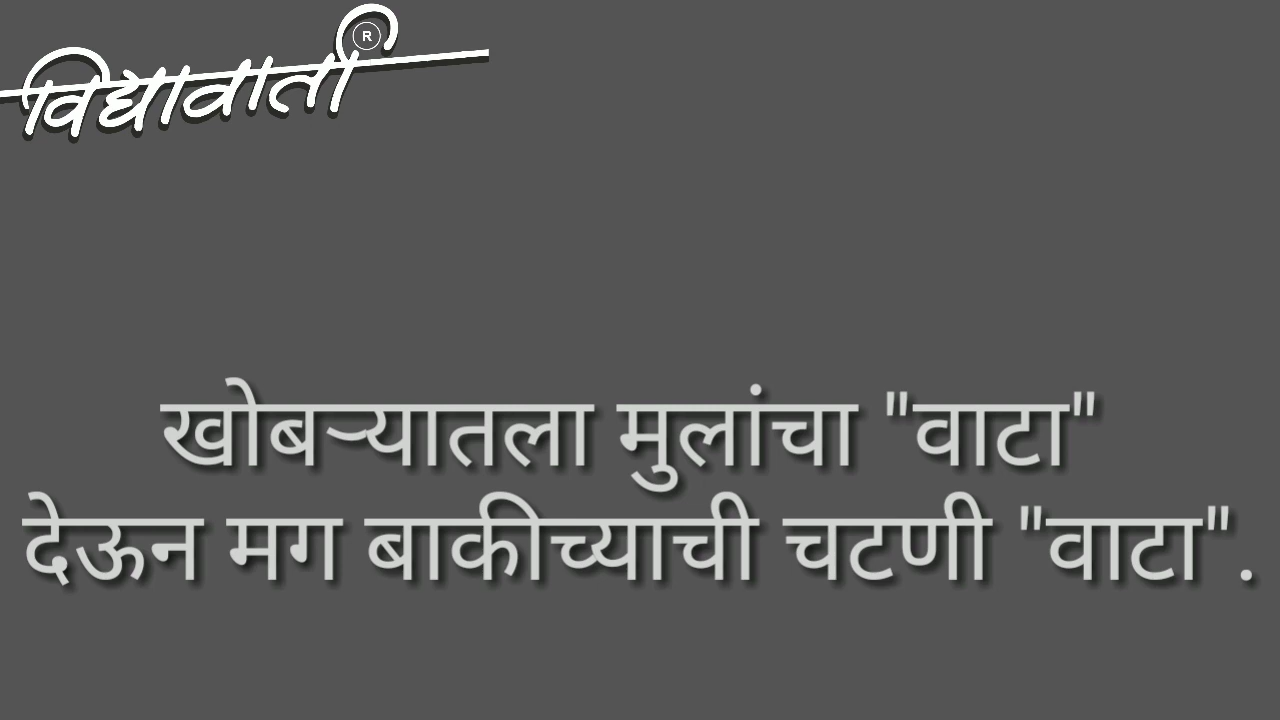 विद्यावार्ता
R
खोबऱ्यातला मुलांचा "वाटा"
देऊन मग बाकीच्याची चटणी "वाटा".